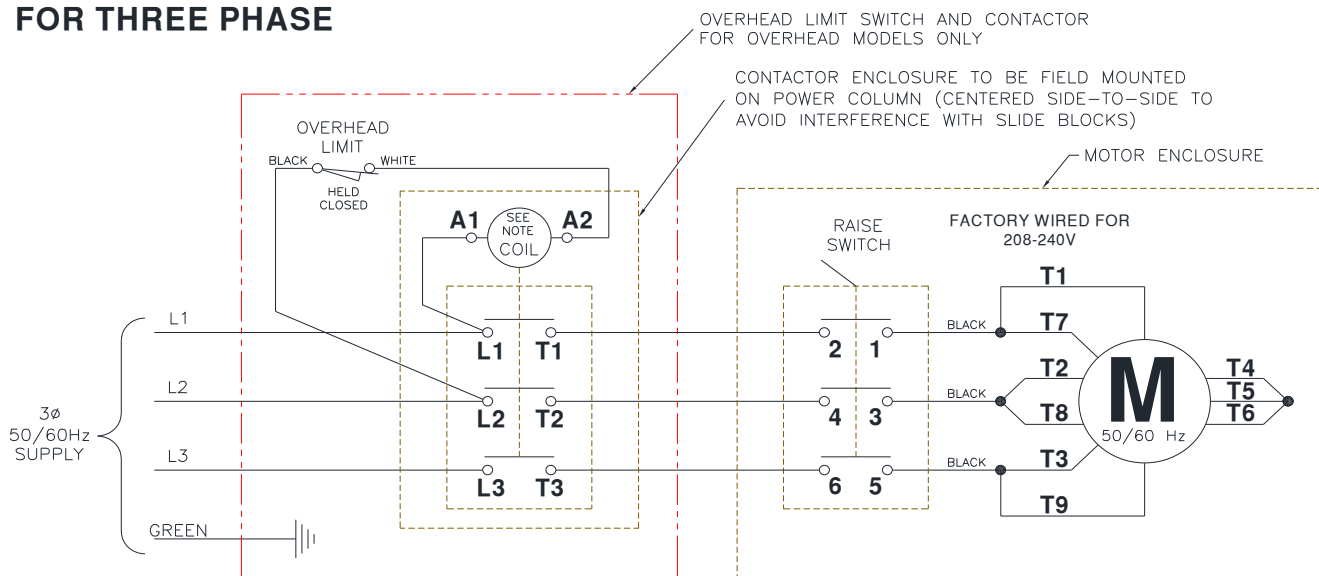 FOR THREE PHASE
OVERHEAD LIMIT SWITCH AND CONTACTOR
FOR OVERHEAD MODELS ONLY
CONTACTOR ENCLOSURE TO BE FIELD MOUNTED
ON POWER COLUMN (CENTERED SIDE-TO-SIDE TO
AVOID INTERFERENCE WITH SLIDE BLOCKS)
MOTOR ENCLOSURE
OVERHEAD
LIMIT
BLACK
WHITE
HELD
CLOSED
A1
SEE
NOTE
COIL
A2
RAISE
SWITCH
FACTORY WIRED FOR
208-240V
L1
L1
T1
2
1
BLACK
T1
T7
L2
L2
T2
4
3
BLACK
T2
T8
L3
L3
T3
6
5
BLACK
T3
T9
M
50/60 Hz
T4
T5
T6
3ø
50/60Hz
SUPPLY
GREEN